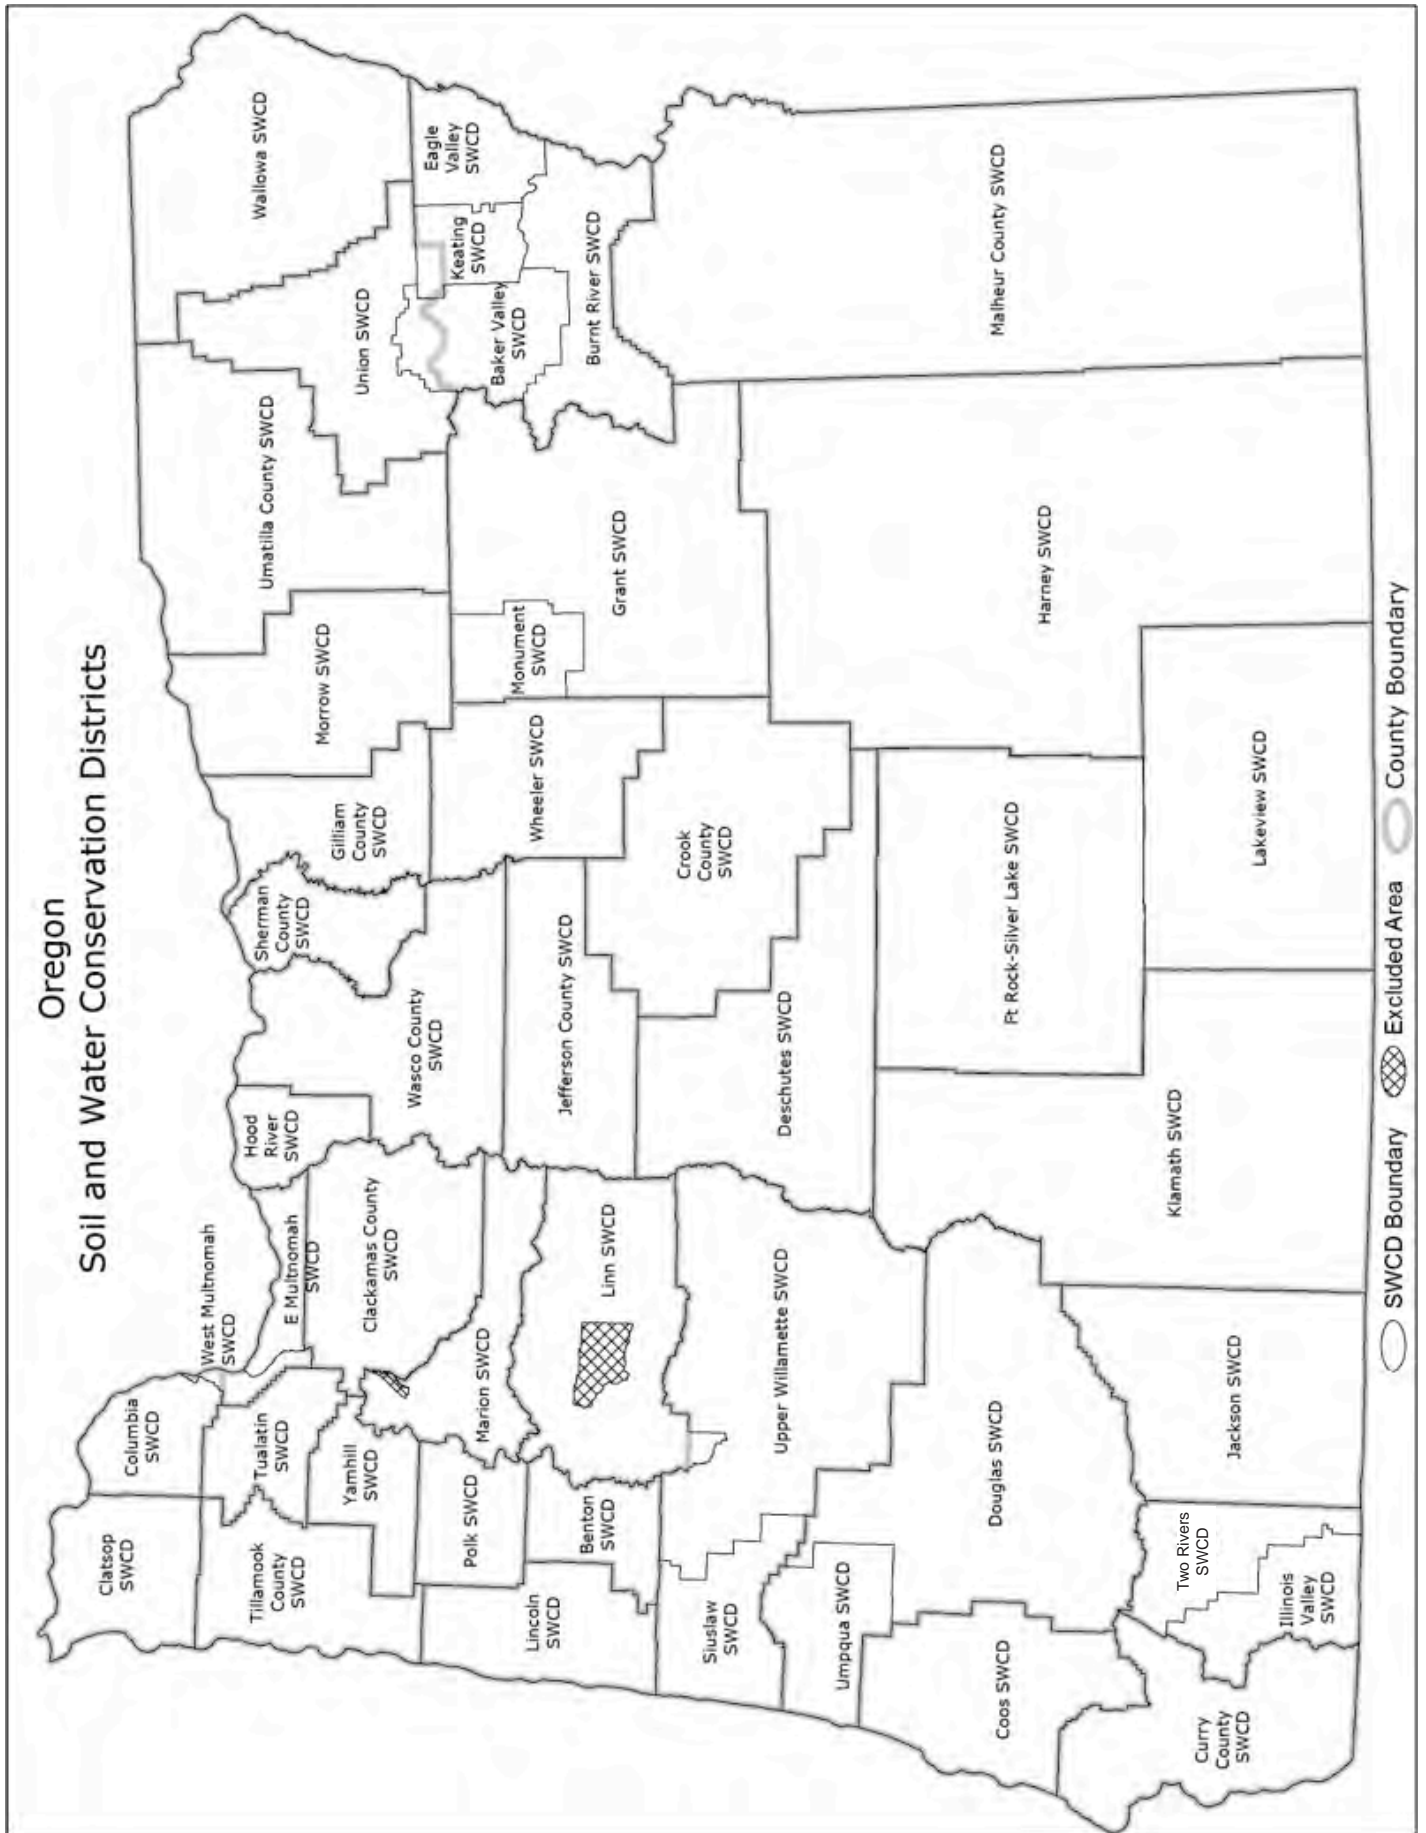 Oregon
Soil and Water Conservation Districts
Clatsop
SWCD
Columbia
SWCD
West Multnomah
SWCD
E Multnomah
SWCD
Hood
River
SWCD
Sherman
County
SWCD
Gilliam
County
SWCD
Morrow SWCD
Umatilla County SWCD
Wallowa SWCD
Union SWCD
Tillamook
County
SWCD
Tualatin
SWCD
Yamhill
SWCD
Clackamas County
SWCD
Wasco County
SWCD
Eagle
Valley
SWCD
Keating
SWCD
Baker Valley
SWCD
Burnt River SWCD
Polk SWCD
Marion SWCD
Wheeler SWCD
Monument
SWCD
Grant SWCD
Lincoln
SWCD
Benton
SWCD
Linn SWCD
Jefferson County SWCD
Crook
County
SWCD
Siuslaw
SWCD
Upper Willamette SWCD
Deschutes SWCD
Umpqua SWCD
Coos SWCD
Douglas SWCD
Ft Rock-Silver Lake SWCD
Harney SWCD
Malheur County SWCD
Curry
County
SWCD
Two Rivers
SWCD
Illinois
Valley
SWCD
Jackson SWCD
Klamath SWCD
Lakeview SWCD
SWCD Boundary
Excluded Area
County Boundary